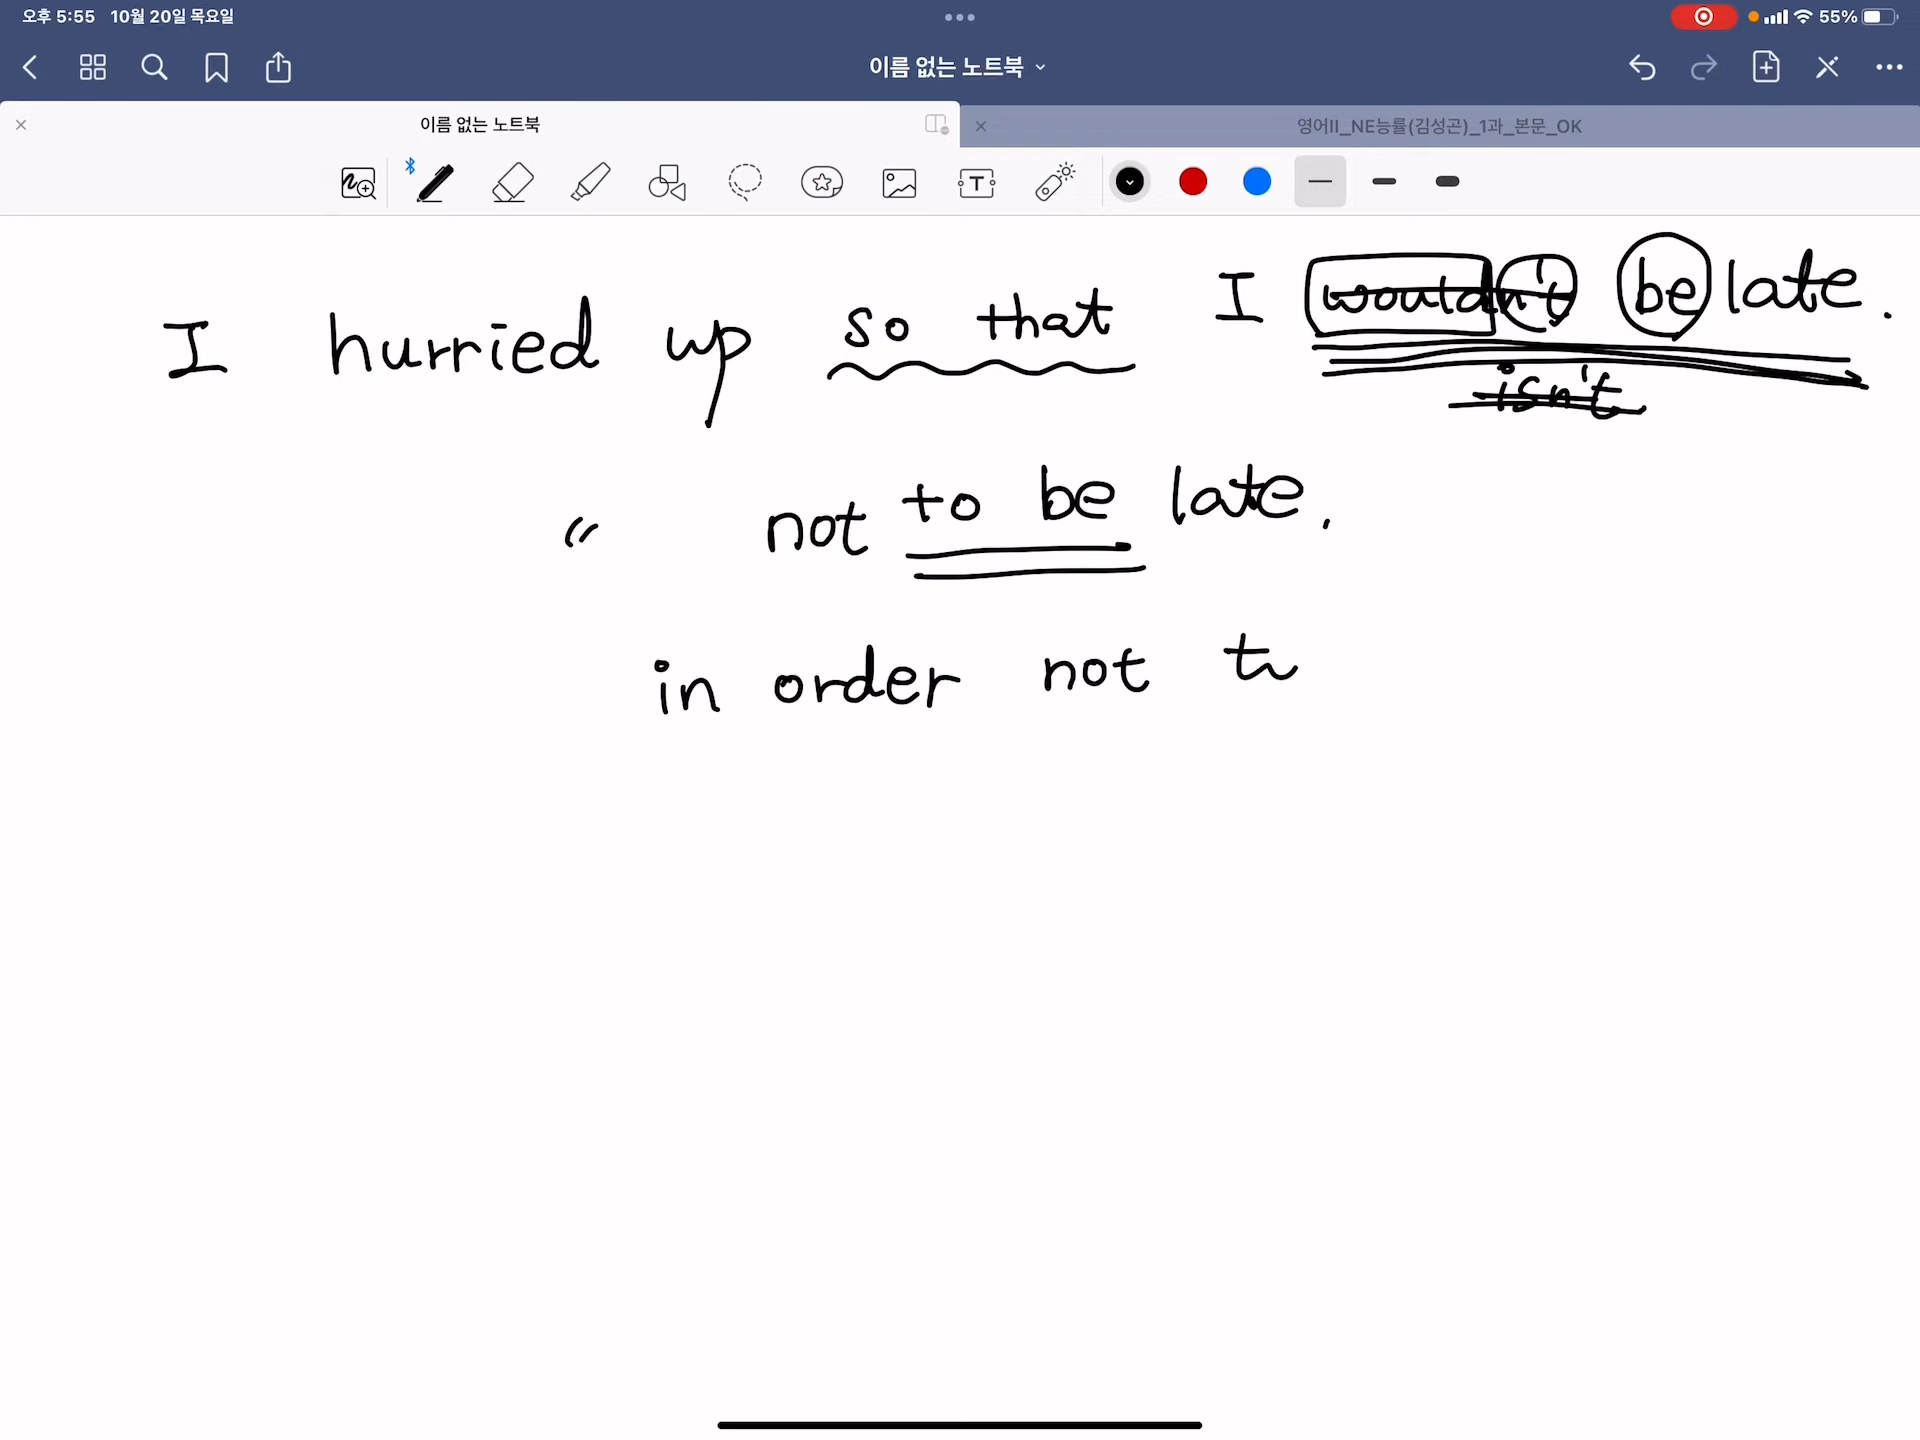 오후 5:55 10월 20일 목요일 55%
이름 없는 노트북
이름 없는 노트북 영어II_NE능률(김성곤)_1과_본문_OK
I hurried up so that I wouldn't be late.
isn't
〃 not to be late.
in order not to